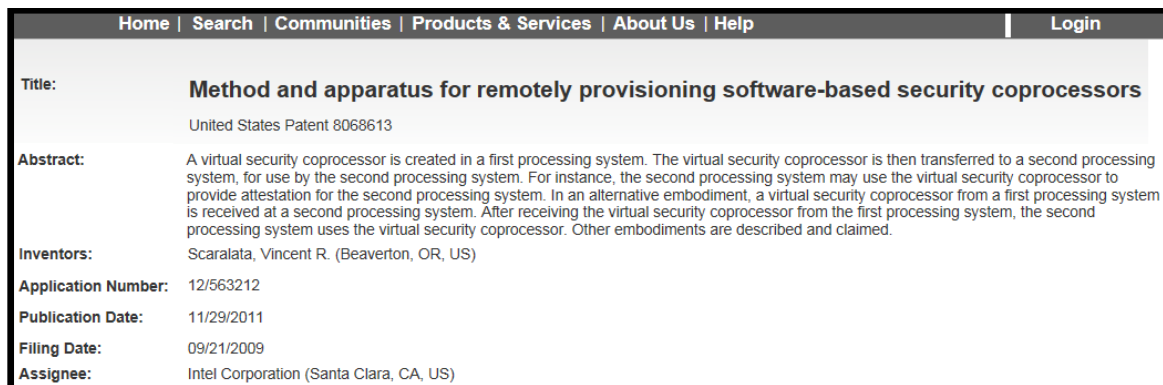 Home | Search | Communities | Products & Services | About Us | Help | Login
Title: Method and apparatus for remotely provisioning software-based security coprocessors
United States Patent 8068613
Abstract: A virtual security coprocessor is created in a first processing system. The virtual security coprocessor is then transferred to a second processing
system, for use by the second processing system. For instance, the second processing system may use the virtual security coprocessor to
provide attestation for the second processing system. In an alternative embodiment, a virtual security coprocessor from a first processing system
is received at a second processing system. After receiving the virtual security coprocessor from the first processing system, the second
processing system uses the virtual security coprocessor. Other embodiments are described and claimed.
Inventors: Scaralata, Vincent R. (Beaverton, OR, US)
Application Number: 12/563212
Publication Date: 11/29/2011
Filing Date: 09/21/2009
Assignee: Intel Corporation (Santa Clara, CA, US)